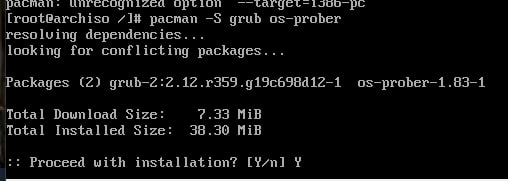 pacman: unrecognized option '--target=i386-pc'
[root@archiso /]# pacman -S grub os-prober
resolving dependencies...
looking for conflicting packages...
Packages (2) grub-2:2.12.r359.g19c698d12-1 os-prober-1.83-1
Total Download Size: 7.33 MiB
Total Installed Size: 38.30 MiB
:: Proceed with installation? [Y/n] Y